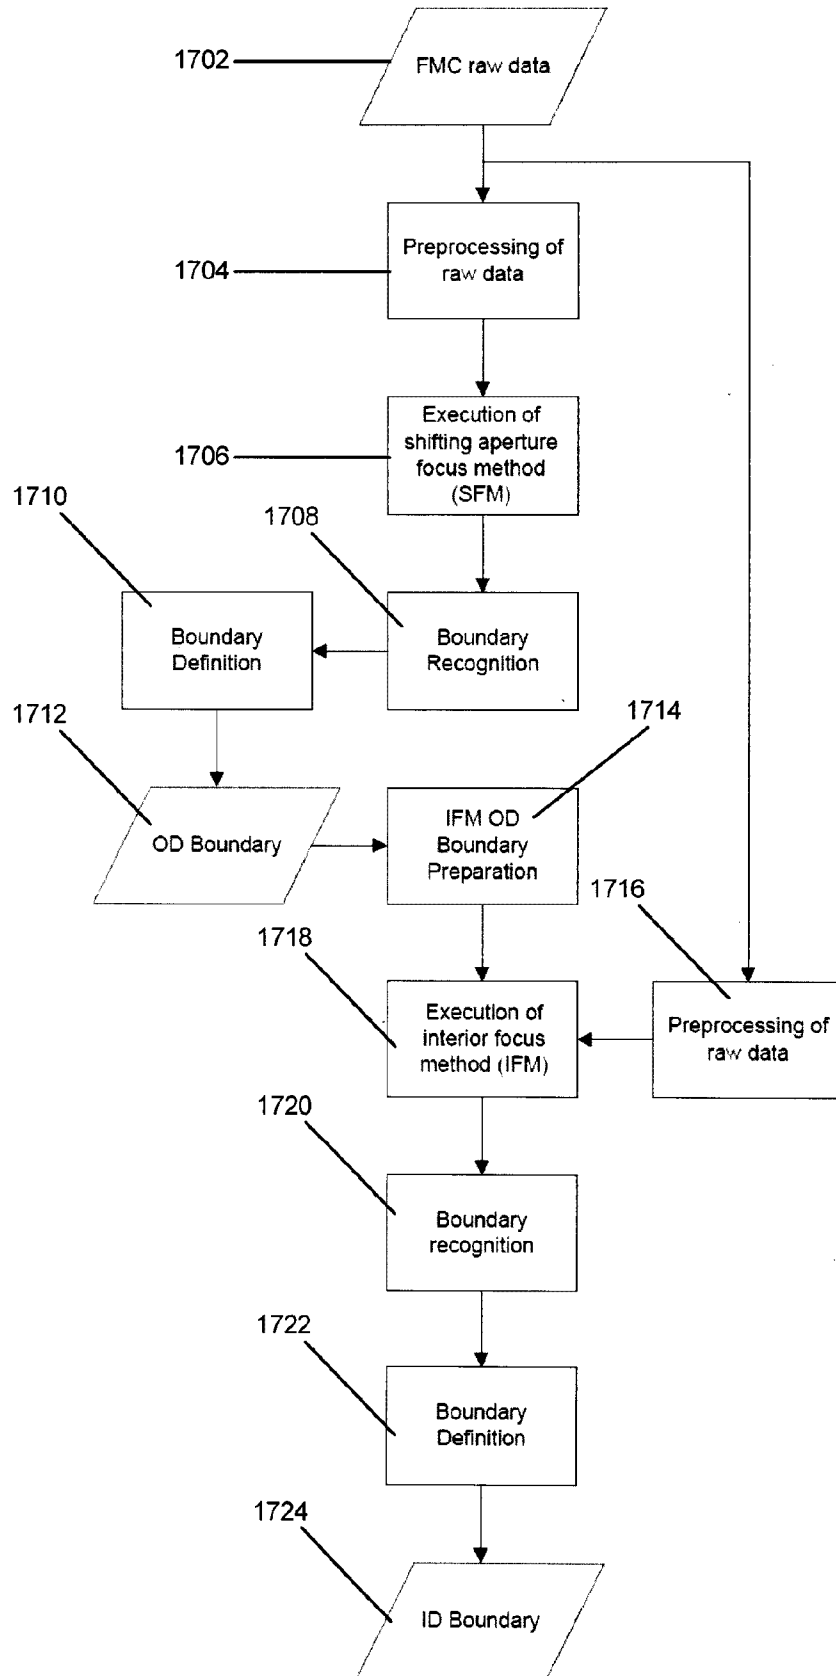 1702
FMC raw data
1704
Preprocessing of
raw data
1706
Execution of
shifting aperture
focus method
(SFM)
1710
1708
Boundary
Definition
Boundary
Recognition
1712
1714
OD Boundary
IFM OD
Boundary
Preparation
1716
1718
Execution of
interior focus
method (IFM)
Preprocessing of
raw data
1720
Boundary
recognition
1722
Boundary
Definition
1724
ID Boundary